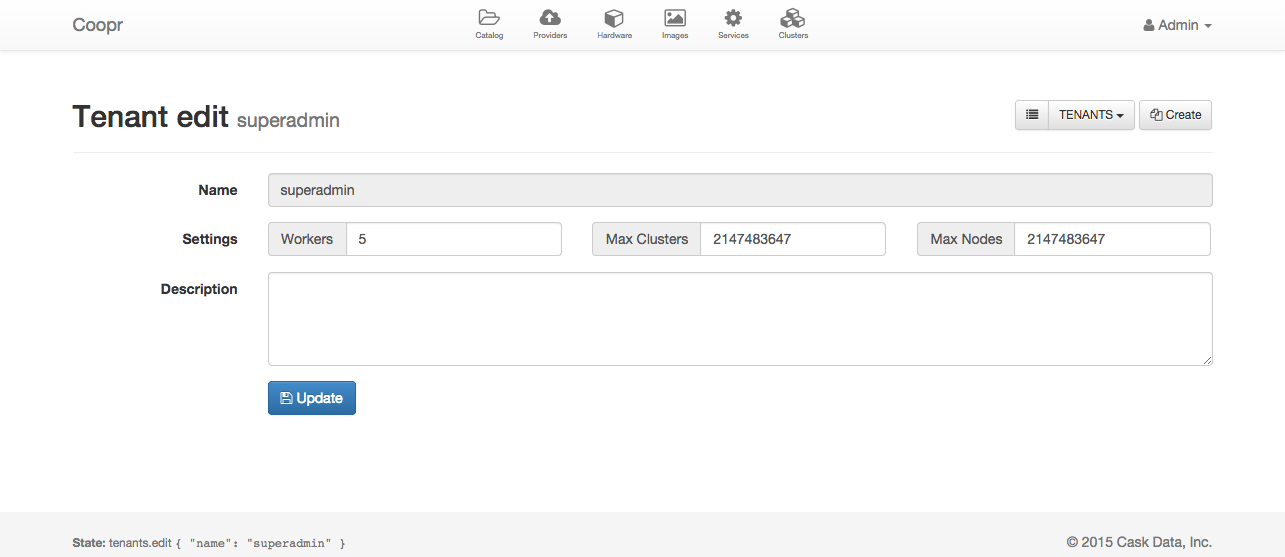 Coopr
Catalog Providers Hardware Images Services Clusters
Admin
Tenant edit superadmin
TENANTS Create
Name superadmin
Settings Workers 5 Max Clusters 2147483647 Max Nodes 2147483647
Description
Update
State: tenants.edit { "name": "superadmin" }
© 2015 Cask Data, Inc.